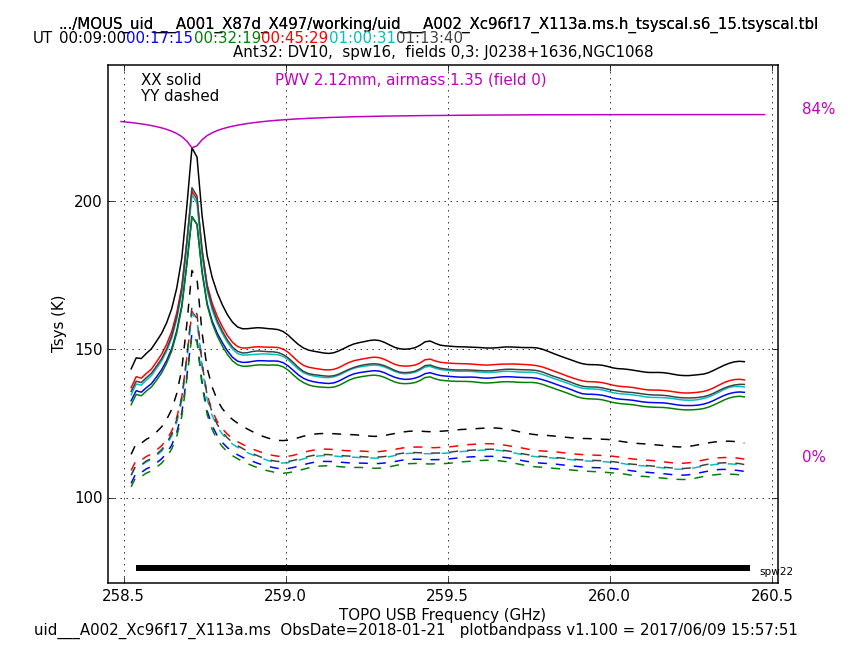 .../MOUS_uid___A001_X87d_X497/working/uid___A002_Xc96f17_X113a.ms.h_tsyscal.s6_15.tsyscal.tbl
UT 00:09:00 00:17:15 00:32:19 00:45:29 01:00:31 01:13:40
Ant32: DV10, spw16, fields 0,3: J0238+1636,NGC1068
XX solid PWV 2.12mm, airmass 1.35 (field 0)
YY dashed
84%
200
Tsys (K)
150
0%
100
spw22
258.5 259.0 259.5 260.0 260.5
TOPO USB Frequency (GHz)
uid___A002_Xc96f17_X113a.ms ObsDate=2018-01-21 plotbandpass v1.100 = 2017/06/09 15:57:51